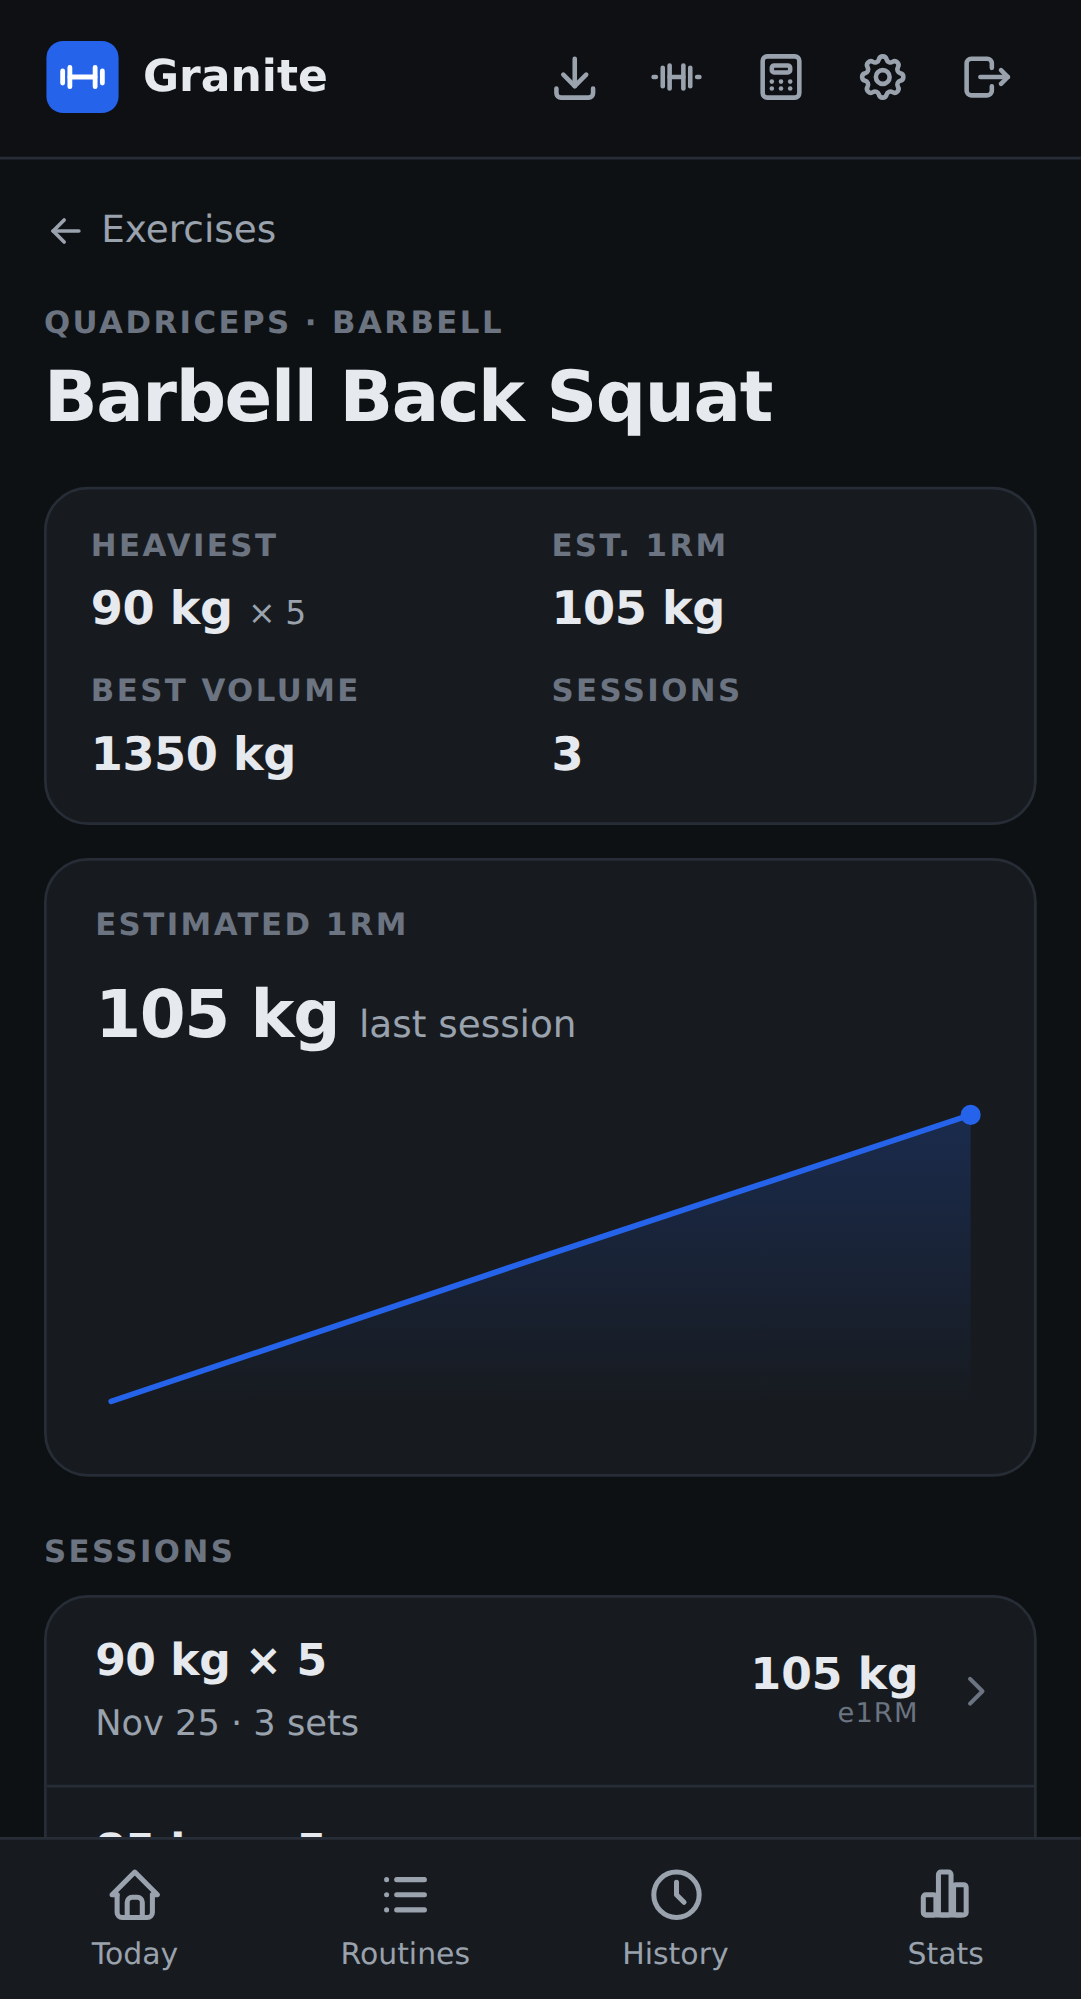 Granite
Exercises
QUADRICEPS · BARBELL
Barbell Back Squat
HEAVIEST
90 kg × 5
EST. 1RM
105 kg
BEST VOLUME
1350 kg
SESSIONS
3
ESTIMATED 1RM
105 kg last session
SESSIONS
90 kg × 5
Nov 25 · 3 sets
105 kg
e1RM
Today
Routines
History
Stats